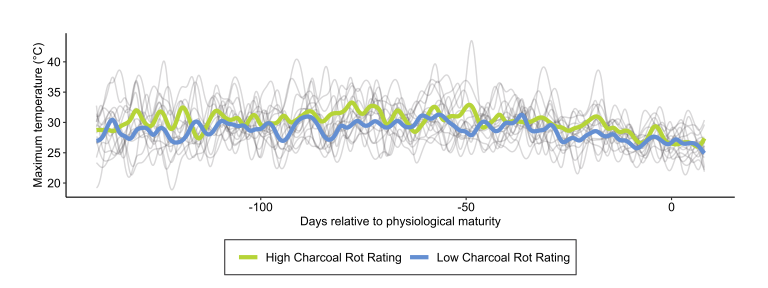 Maximum temperature (°C)
40
35
30
25
20
-100
-50
0
Days relative to physiological maturity
High Charcoal Rot Rating
Low Charcoal Rot Rating